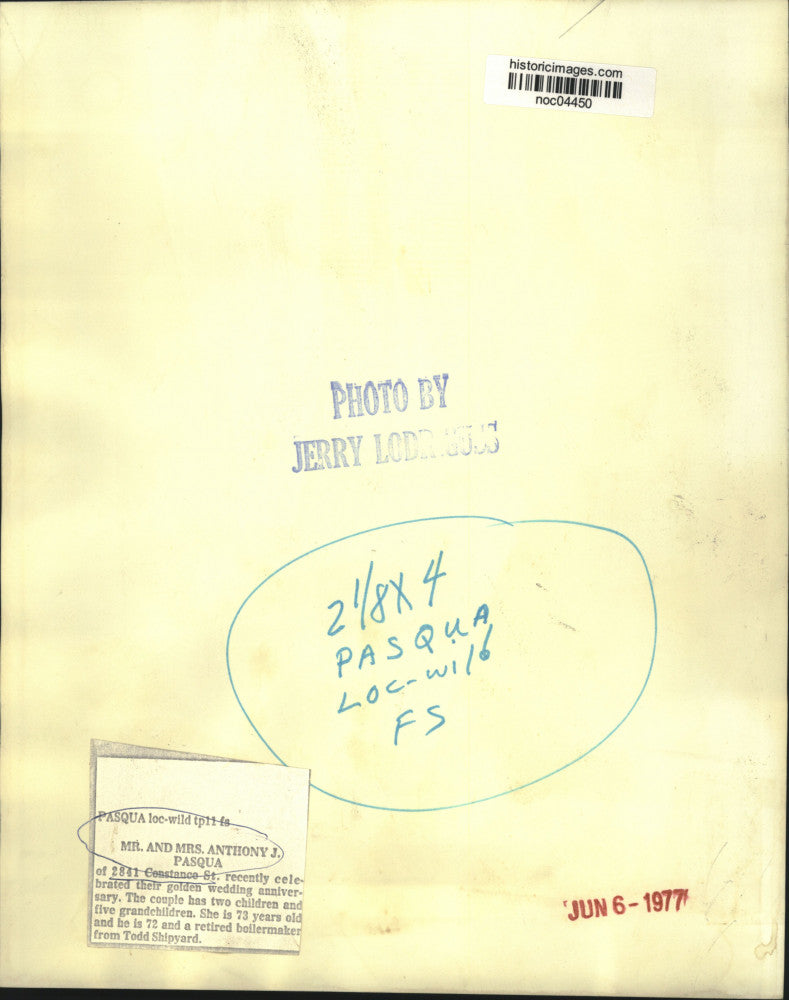 historicimages.com
noc04450
PHOTO BY
JERRY
2 1/8 X 4
PASQUA
LOC-wild
FS
PASQUA loc-wild tp11 fs
MR. AND MRS. ANTHONY J.
PASQUA
of 2841 Constance St. recently cele-
brated their golden wedding anniver-
sary. The couple has two children and
five grandchildren. She is 73 years old
and he is 72 and a retired boilermaker
from Todd Shipyard.
JUN 6 - 1977